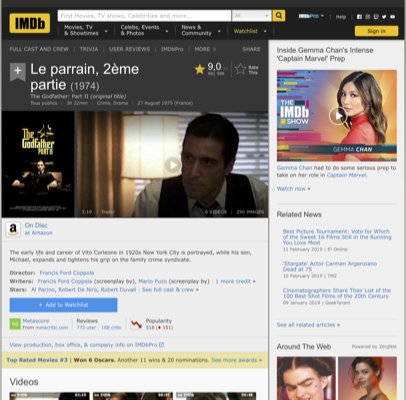 IMDb
Find Movies, TV shows, Celebrities and more...
All
IMDbPro
Help
Movies, TV
& Showtimes
Celebs, Events
& Photos
News &
Community
Watchlist
Sign in
FULL CAST AND CREW | TRIVIA | USER REVIEWS | IMDbPro | MORE
SHARE
Le parrain, 2ème
partie (1974)
9,0
Rate
This
The Godfather: Part II (original title)
Tous publics | 3h 22min | Crime, Drama | 27 August 1975 (France)
The
Godfather
PART II
2:19 | Trailer
6 VIDEOS | 250 IMAGES
On Disc
at Amazon
The early life and career of Vito Corleone in 1920s New York City is portrayed, while his son,
Michael, expands and tightens his grip on the family crime syndicate.
Director: Francis Ford Coppola
Writers: Francis Ford Coppola (screenplay by), Mario Puzo (screenplay by) | 1 more credit »
Stars: Al Pacino, Robert De Niro, Robert Duvall | See full cast & crew »
+ Add to Watchlist
Metascore
From metacritic.com
Reviews
773 user | 168 critic
Popularity
518 (151)
View production, box office, & company info on IMDbPro
Top Rated Movies #3 | Won 6 Oscars. Another 11 wins & 20 nominations. See more awards »
Videos
Inside Gemma Chan's Intense
'Captain Marvel' Prep
THE
IMDb
SHOW
GEMMA CHAN
Gemma Chan had to do some serious prep
to take on her role in Captain Marvel.
Watch now »
Related News
Best Picture Tournament: Vote for
Which of the Sweet 16 Films Still in the Running
You Love Most
11 February 2019 | E! Online
'Stargate' Actor Carmen Argenziano
Dead at 75
12 February 2019 | TMZ
Cinematographers Share Their List of the
100 Best Shot Films of the 20th Century
09 January 2019 | GeekTyrant
See all related articles »
Around The Web
Powered by ZergNet